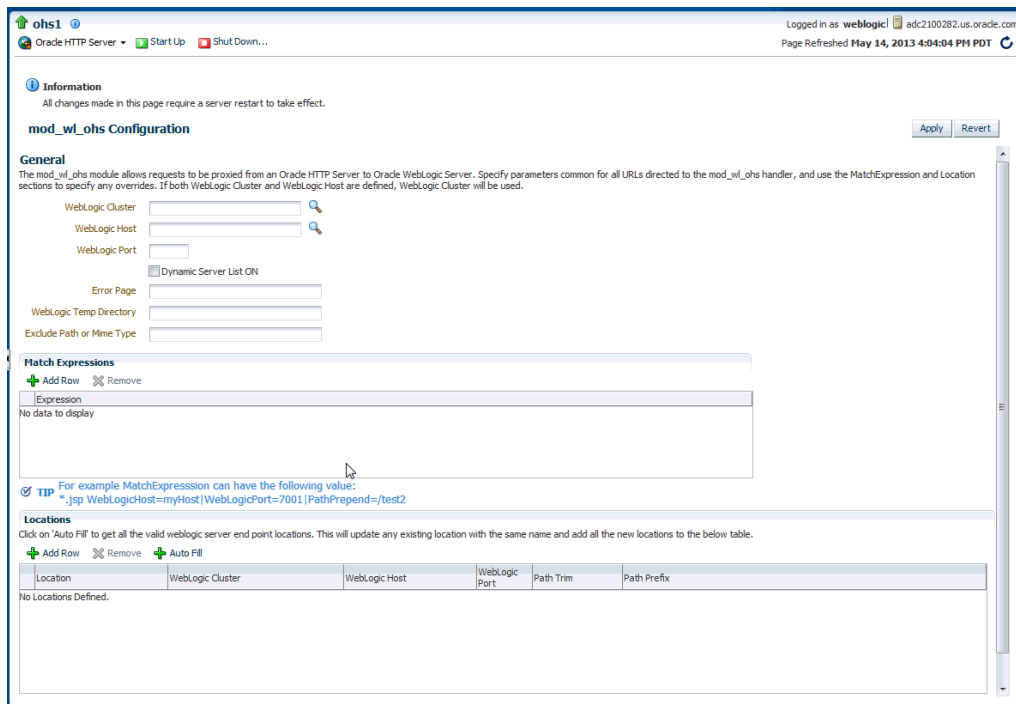 ohs1
Logged in as weblogic adc2100282.us.oracle.com
Oracle HTTP Server Start Up Shut Down...
Page Refreshed May 14, 2013 4:04:04 PM PDT
Information
All changes made in this page require a server restart to take effect.
mod_wl_ohs Configuration
Apply Revert
General
The mod_wl_ohs module allows requests to be proxied from an Oracle HTTP Server to Oracle WebLogic Server. Specify parameters common for all URLs directed to the mod_wl_ohs handler, and use the MatchExpression and Location
sections to specify any overrides. If both WebLogic Cluster and WebLogic Host are defined, WebLogic Cluster will be used.
WebLogic Cluster
WebLogic Host
WebLogic Port
Dynamic Server List ON
Error Page
WebLogic Temp Directory
Exclude Path or Mime Type
Match Expressions
Add Row Remove
Expression
No data to display
TIP For example MatchExpresssion can have the following value:
*.jsp WebLogicHost=myHost|WebLogicPort=7001|PathPrepend=/test2
Locations
Click on 'Auto Fill' to get all the valid weblogic server end point locations. This will update any existing location with the same name and add all the new locations to the below table.
Add Row Remove Auto Fill
Location WebLogic Cluster WebLogic Host WebLogic Port Path Trim Path Prefix
No Locations Defined.